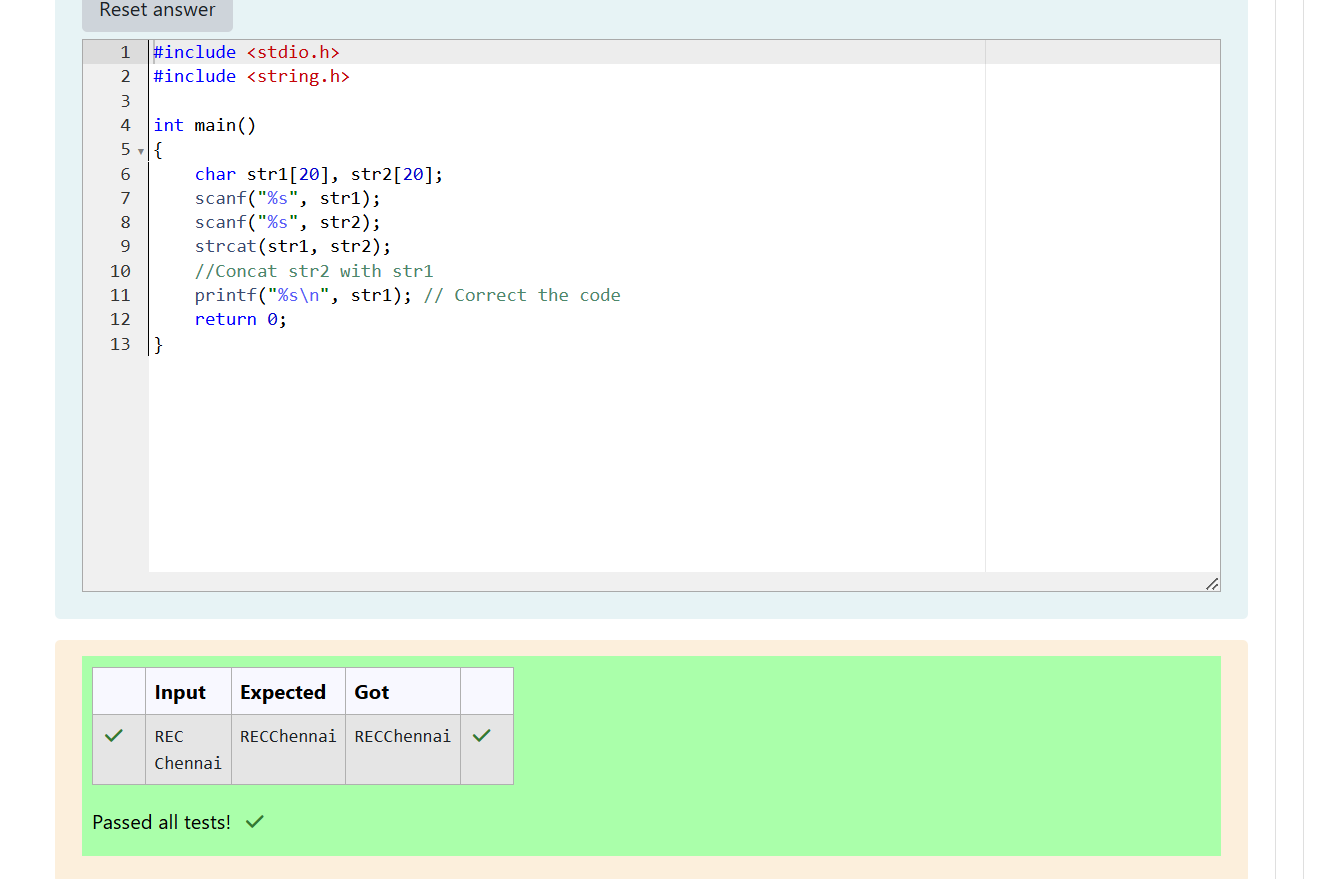 Reset answer
1 #include <stdio.h>
2 #include <string.h>
3
4 int main()
5 {
6     char str1[20], str2[20];
7     scanf("%s", str1);
8     scanf("%s", str2);
9     strcat(str1, str2);
10     //Concat str2 with str1
11     printf("%s\n", str1); // Correct the code
12     return 0;
13 }
Input Expected Got
REC RECChennai RECChennai
Chennai
Passed all tests!